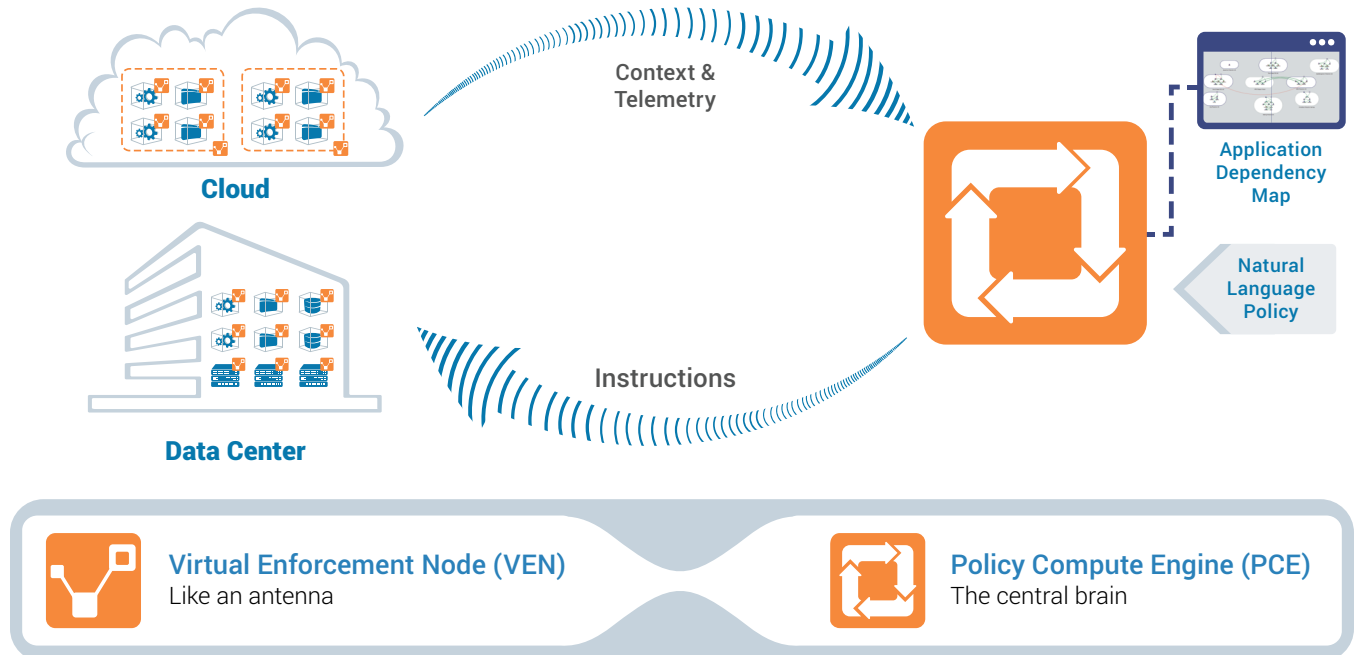 Cloud
Context &
Telemetry
Application
Dependency
Map
Natural
Language
Policy
Instructions
Data Center
Virtual Enforcement Node (VEN)
Like an antenna
Policy Compute Engine (PCE)
The central brain